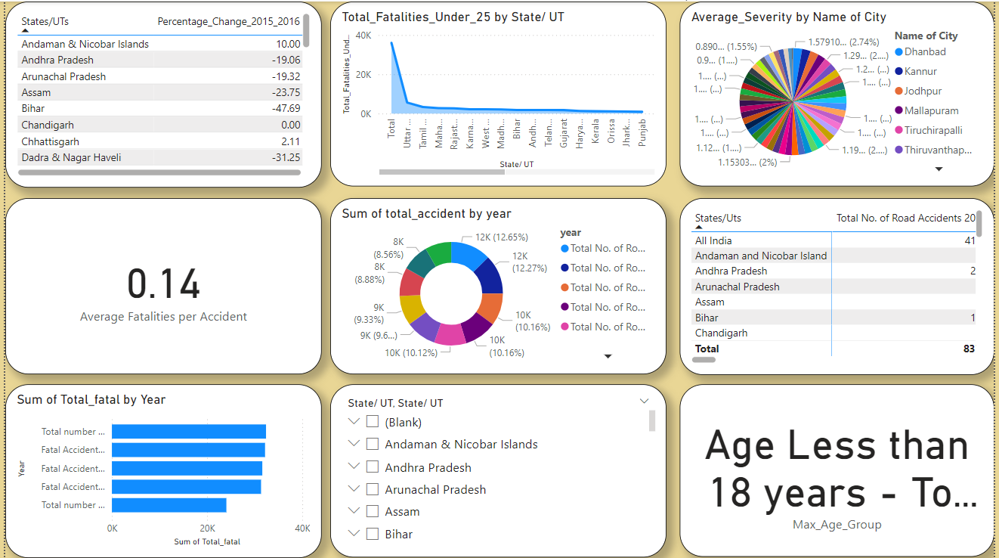 States/UTs Percentage_Change_2015_2016
Andaman & Nicobar Islands 10.00
Andhra Pradesh -19.06
Arunachal Pradesh -19.32
Assam -23.75
Bihar -47.69
Chandigarh 0.00
Chhattisgarh 2.11
Dadra & Nagar Haveli -31.25
Total_Fatalities_Under_25 by State/ UT
Total_Fatalities_Und...
40K
20K
0K
Total
Uttar ...
Tamil ...
Maha...
Rajast...
Karna...
West ...
Madh...
Bihar
Andh...
Telan...
Gujarat
Harya...
Kerala
Orissa
Jhark...
Punjab
State/ UT
Average_Severity by Name of City
0.890... (1.55%)
0.9... (1....)
1.... (...)
1.... (...)
1.... (...)
1.... (...)
1.12... (1....)
1.15303... (2%)
1.57910... (2.74%)
1.29... (2....)
1.2... (...)
1.... (...)
1.... (...)
1.... (...)
1.19... (2....)
Name of City
Dhanbad
Kannur
Jodhpur
Mallapuram
Tiruchirapalli
Thiruvanthap...
0.14
Average Fatalities per Accident
Sum of total_accident by year
12K (12.65%)
12K
(12.27%)
10K
(10.16%)
10K
(10.16%)
10K (10.12%)
9K (9.6...)
9K
(9.33%)
8K
(8.88%)
8K
(8.56%)
year
Total No. of Ro...
Total No. of Ro...
Total No. of Ro...
Total No. of Ro...
Total No. of Ro...
States/Uts Total No. of Road Accidents 20
All India 41
Andaman and Nicobar Island
Andhra Pradesh 2
Arunachal Pradesh
Assam
Bihar 1
Chandigarh
Total 83
Sum of Total_fatal by Year
Year
Total number ...
Fatal Accident...
Fatal Accident...
Fatal Accident...
Total number ...
0K 20K 40K
Sum of Total_fatal
State/ UT, State/ UT
(Blank)
Andaman & Nicobar Islands
Andhra Pradesh
Arunachal Pradesh
Assam
Bihar
Age Less than
18 years - To...
Max_Age_Group